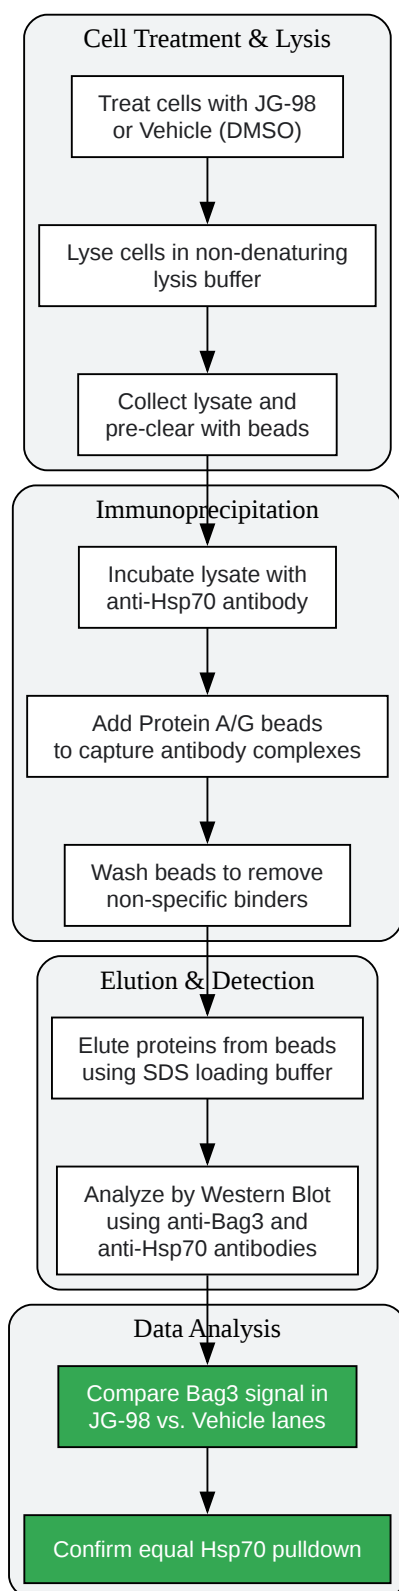 Cell Treatment & Lysis
Treat cells with JG-98
or Vehicle (DMSO)
Lyse cells in non-denaturing
lysis buffer
Collect lysate and
pre-clear with beads
Immunoprecipitation
Incubate lysate with
anti-Hsp70 antibody
Add Protein A/G beads
to capture antibody complexes
Wash beads to remove
non-specific binders
Elution & Detection
Elute proteins from beads
using SDS loading buffer
Analyze by Western Blot
using anti-Bag3 and
anti-Hsp70 antibodies
Data Analysis
Compare Bag3 signal in
JG-98 vs. Vehicle lanes
Confirm equal Hsp70 pulldown